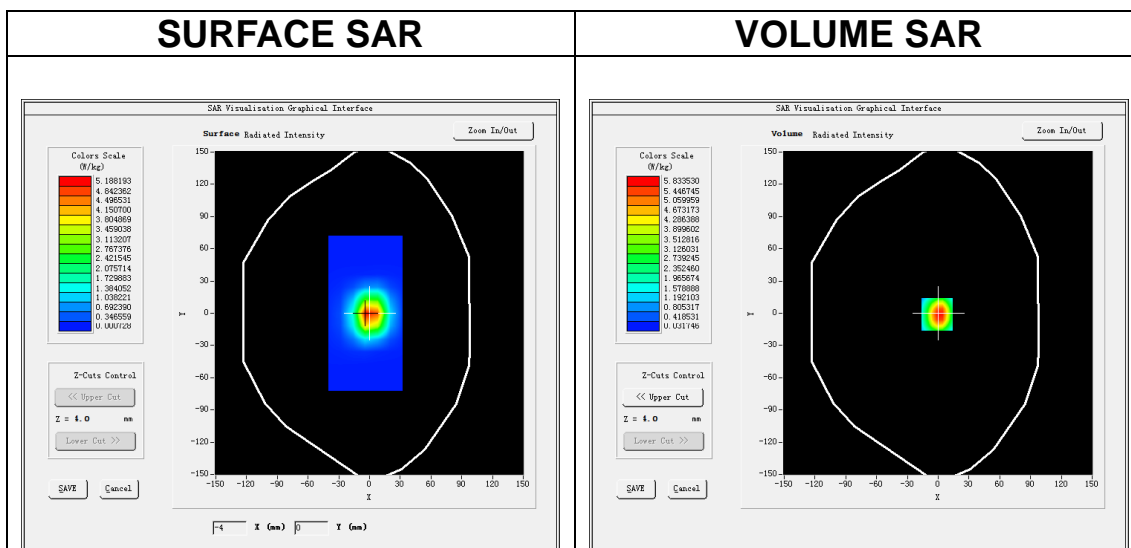 SURFACE SAR
VOLUME SAR
SAR Visualisation Graphical Interface
Surface Radiated Intensity
Zoom In/Out
Colors Scale
(W/kg)
5.188193
4.842362
4.496531
4.150700
3.804869
3.459038
3.113207
2.767376
2.421545
2.075714
1.729883
1.384052
1.038221
0.692390
0.346559
0.000728
Z-Cuts Control
<< Upper Cut
Z = 4.0 mm
Lower Cut >>
SAVE
Cancel
150
120
90
60
30
0
-30
-60
-90
-120
-150
Y
-150 -120 -90 -60 -30 0 30 60 90 120 150
X
-4 X (mm) 0 Y (mm)
SAR Visualisation Graphical Interface
Volume Radiated Intensity
Zoom In/Out
Colors Scale
(W/kg)
5.833530
5.446745
5.059959
4.673173
4.286388
3.899602
3.512816
3.126031
2.739245
2.352460
1.965674
1.578888
1.192103
0.805317
0.418531
0.031746
Z-Cuts Control
<< Upper Cut
Z = 4.0 mm
Lower Cut >>
SAVE
Cancel
150
120
90
60
30
0
-30
-60
-90
-120
-150
Y
-150 -120 -90 -60 -30 0 30 60 90 120 150
X